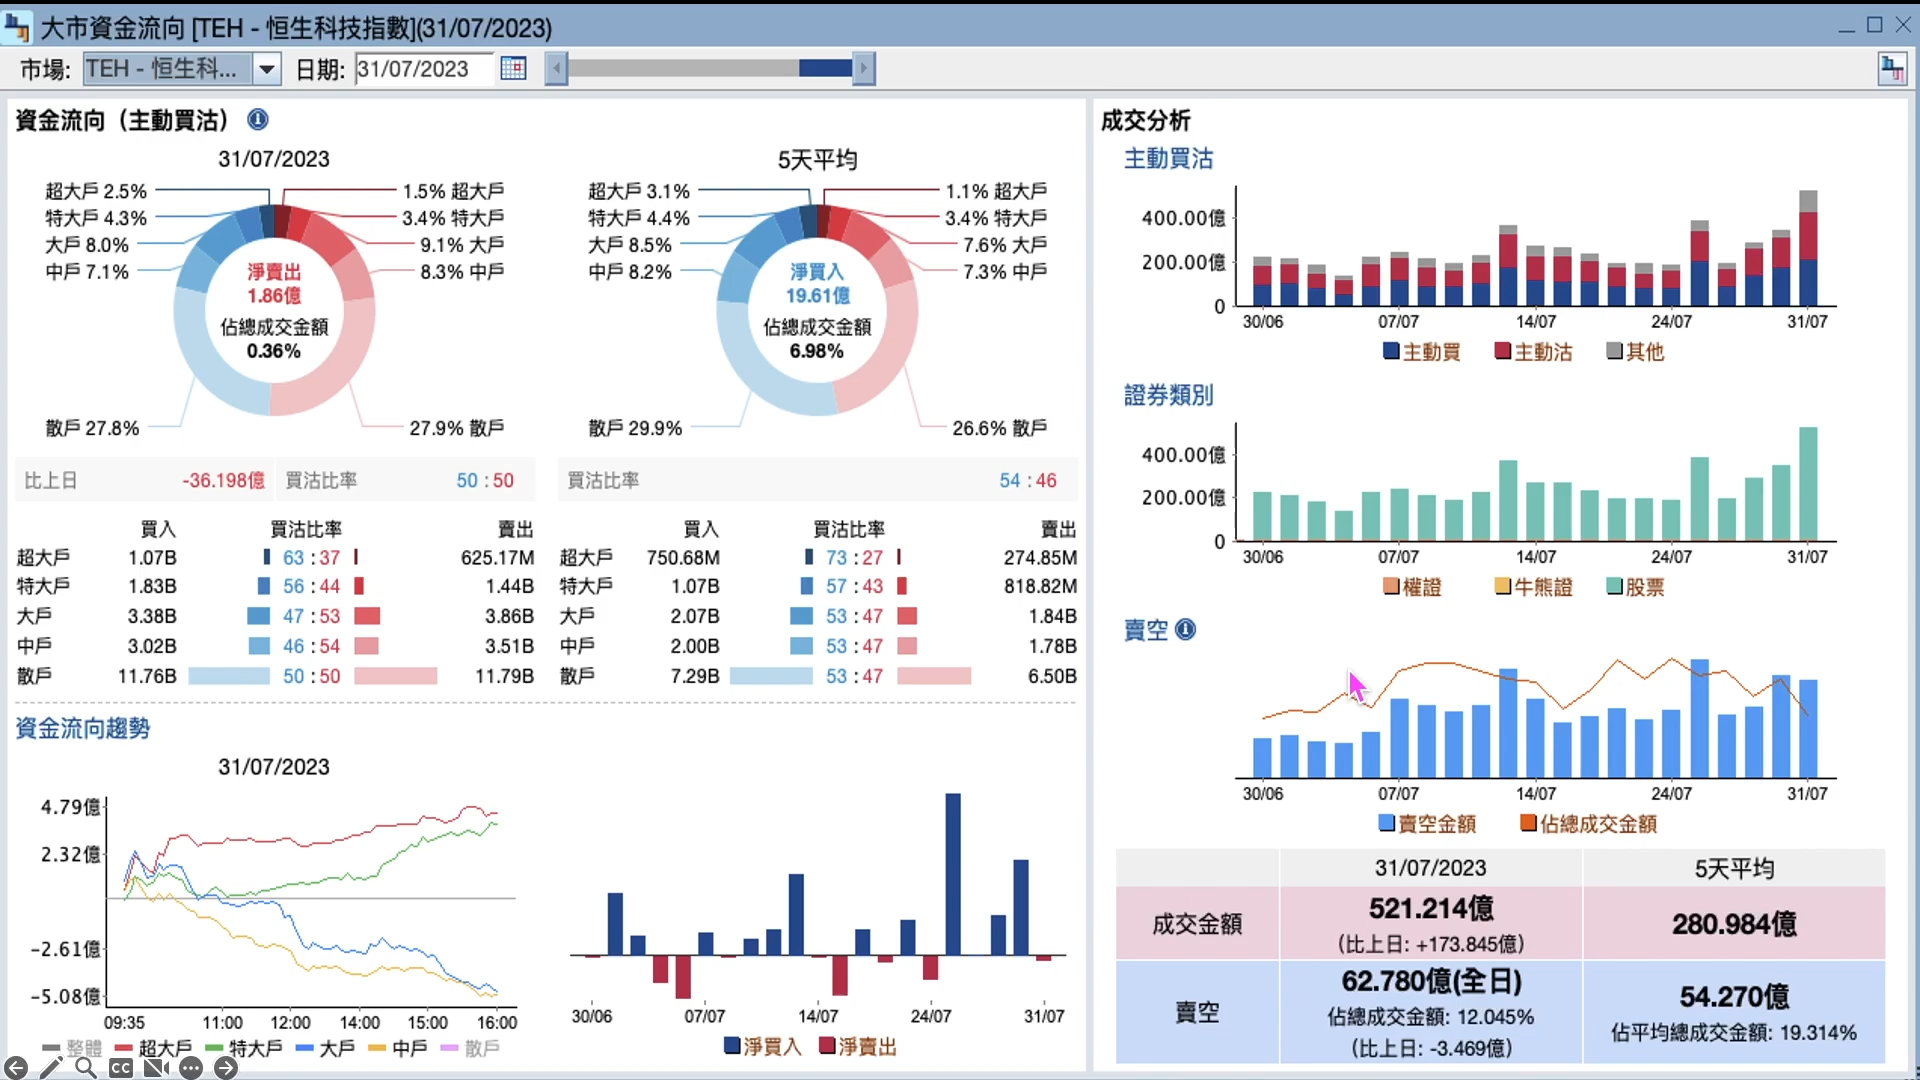 大市資金流向 [TEH - 恒生科技指數](31/07/2023)
市場: TEH - 恒生科... 日期: 31/07/2023
資金流向（主動買沽）
31/07/2023
超大戶 2.5%
特大戶 4.3%
大戶 8.0%
中戶 7.1%
散戶 27.8%
1.5% 超大戶
3.4% 特大戶
9.1% 大戶
8.3% 中戶
27.9% 散戶
淨賣出
1.86億
佔總成交金額
0.36%
5天平均
超大戶 3.1%
特大戶 4.4%
大戶 8.5%
中戶 8.2%
散戶 29.9%
1.1% 超大戶
3.4% 特大戶
7.6% 大戶
7.3% 中戶
26.6% 散戶
淨買入
19.61億
佔總成交金額
6.98%
比上日 -36.198億 買沽比率 50 : 50
買沽比率 54 : 46
買入 買沽比率 賣出
超大戶 1.07B 63 : 37 625.17M
特大戶 1.83B 56 : 44 1.44B
大戶 3.38B 47 : 53 3.86B
中戶 3.02B 46 : 54 3.51B
散戶 11.76B 50 : 50 11.79B
買入 買沽比率 賣出
超大戶 750.68M 73 : 27 274.85M
特大戶 1.07B 57 : 43 818.82M
大戶 2.07B 53 : 47 1.84B
中戶 2.00B 53 : 47 1.78B
散戶 7.29B 53 : 47 6.50B
資金流向趨勢
31/07/2023
4.79億
2.32億
-2.61億
-5.08億
09:35 11:00 12:00 14:00 15:00 16:00
整體 超大戶 特大戶 大戶 中戶 散戶
30/06 07/07 14/07 24/07 31/07
淨買入 淨賣出
成交分析
主動買沽
400.00億
200.00億
0
30/06 07/07 14/07 24/07 31/07
主動買 主動沽 其他
證券類別
400.00億
200.00億
0
30/06 07/07 14/07 24/07 31/07
權證 牛熊證 股票
賣空
30/06 07/07 14/07 24/07 31/07
賣空金額 佔總成交金額
31/07/2023 5天平均
成交金額 521.214億 280.984億
(比上日: +173.845億)
賣空 62.780億(全日) 54.270億
佔總成交金額: 12.045% 佔平均總成交金額: 19.314%
(比上日: -3.469億)
CC